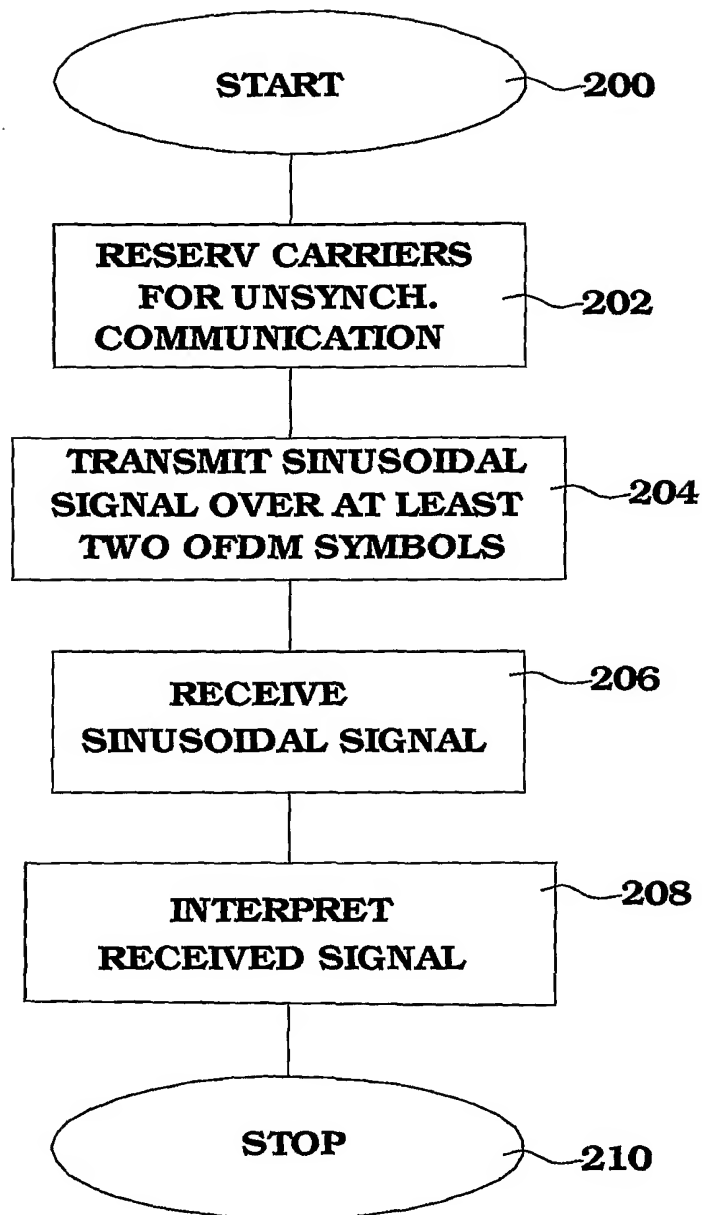 START
200
RESERV CARRIERS
FOR UNSYNCH.
COMMUNICATION
202
TRANSMIT SINUSOIDAL
SIGNAL OVER AT LEAST
TWO OFDM SYMBOLS
204
RECEIVE
SINUSOIDAL SIGNAL
206
INTERPRET
RECEIVED SIGNAL
208
STOP
210